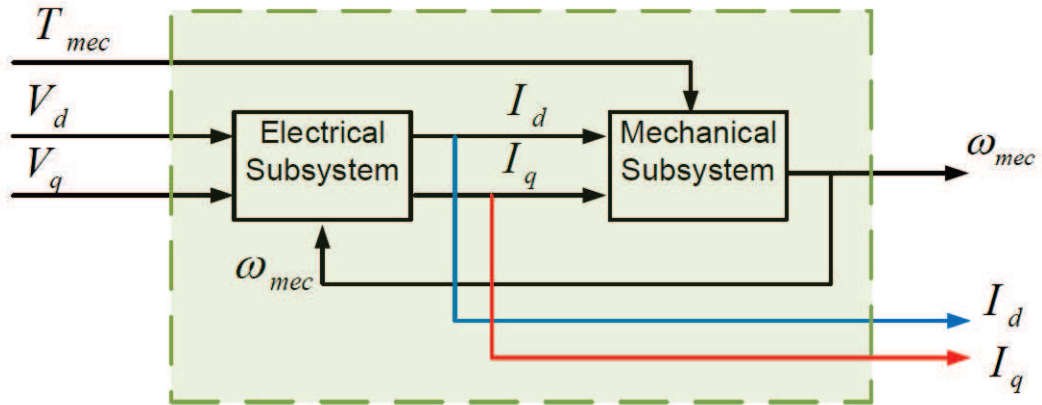 T_mec
V_d
V_q
Electrical
Subsystem
I_d
I_q
Mechanical
Subsystem
ω_mec
ω_mec
I_d
I_q